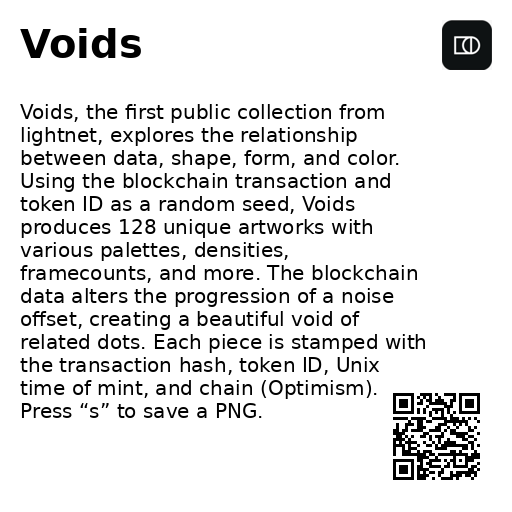 Voids
Voids, the first public collection from
lightnet, explores the relationship
between data, shape, form, and color.
Using the blockchain transaction and
token ID as a random seed, Voids
produces 128 unique artworks with
various palettes, densities,
framecounts, and more. The blockchain
data alters the progression of a noise
offset, creating a beautiful void of
related dots. Each piece is stamped with
the transaction hash, token ID, Unix
time of mint, and chain (Optimism).
Press “s” to save a PNG.